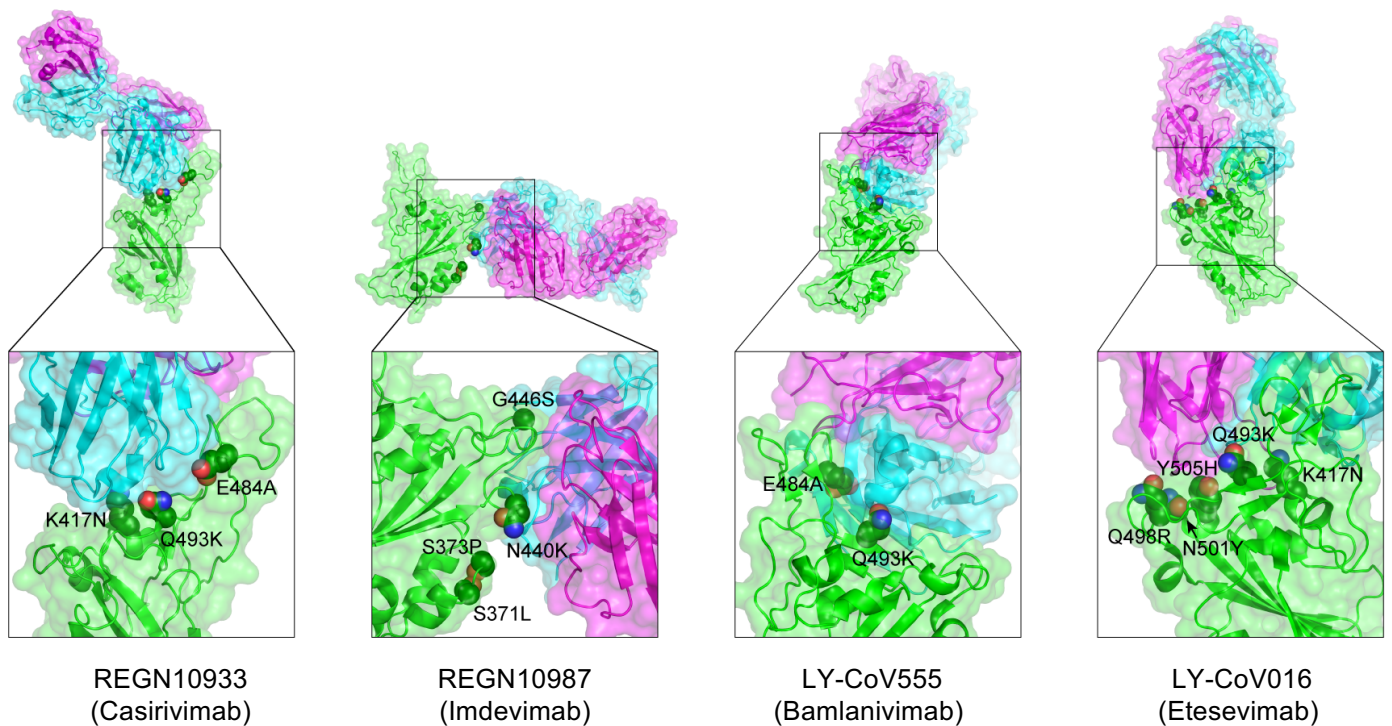 E484A
K417N
Q493K
G446S
N440K
S373P
S371L
E484A
Q493K
Q493K
Y505H
K417N
Q498R
N501Y
REGN10933
(Casirivimab)
REGN10987
(Imdevimab)
LY-CoV555
(Bamlanivimab)
LY-CoV016
(Etesevimab)